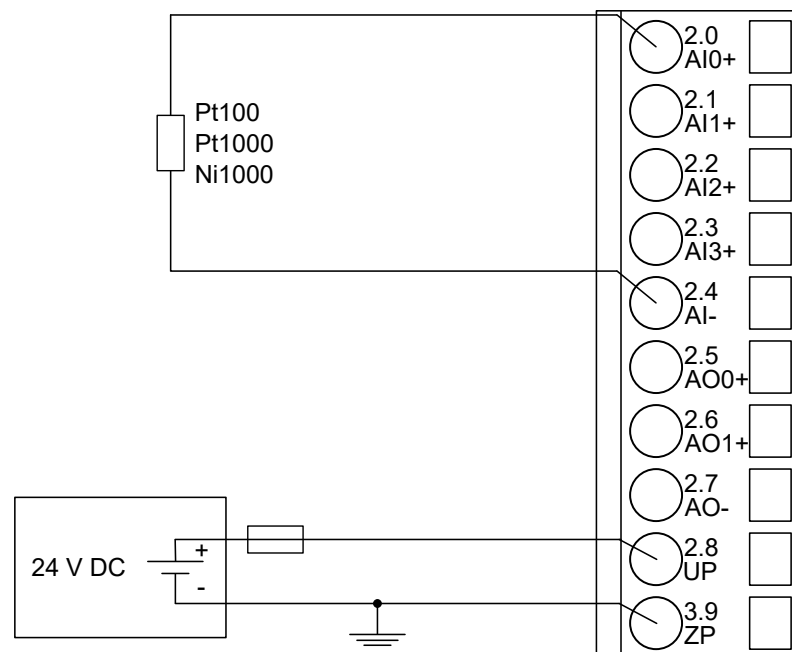 2.0
AI0+
2.1
AI1+
Pt100
Pt1000
Ni1000
2.2
AI2+
2.3
AI3+
2.4
AI-
2.5
AO0+
2.6
AO1+
2.7
AO-
24 V DC
+
-
2.8
UP
3.9
ZP